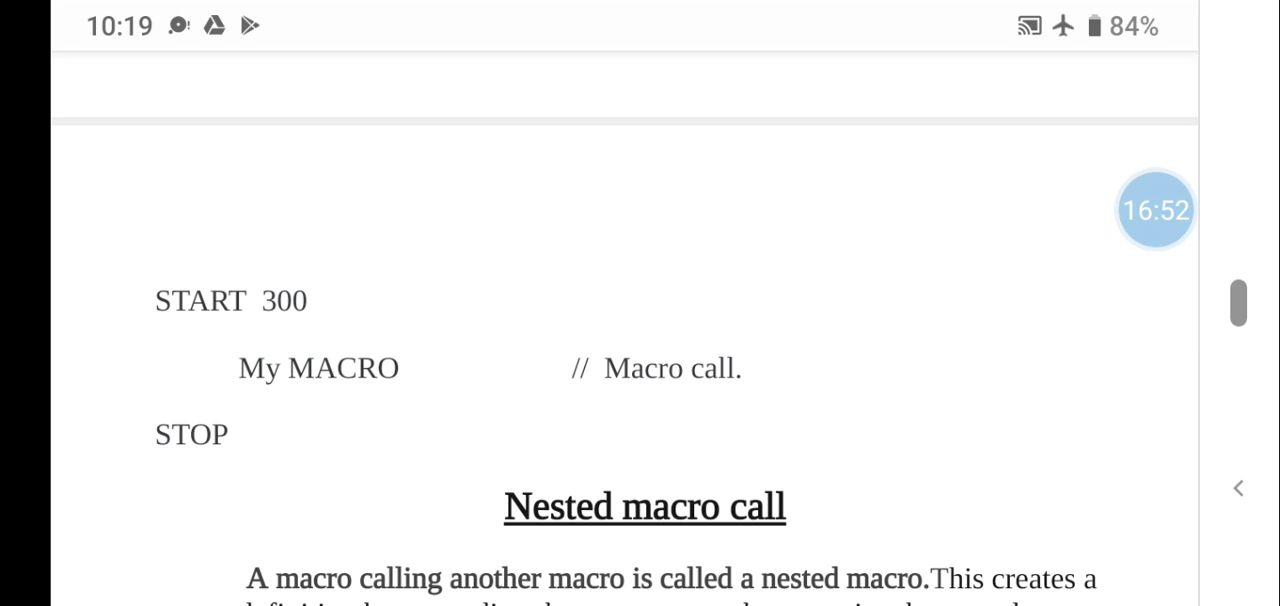 10:19 84%
16:52
START 300
My MACRO // Macro call.
STOP
Nested macro call
A macro calling another macro is called a nested macro.This creates a